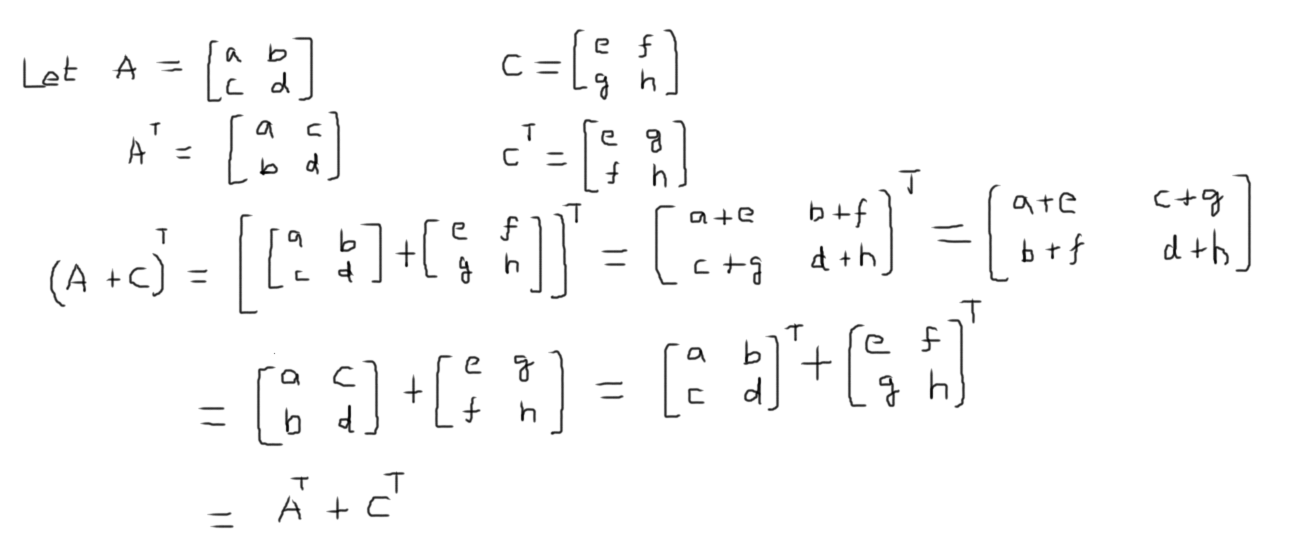 Let A = [a b; c d] C = [e f; g h]
A^T = [a c; b d] C^T = [e g; f h]
(A + C)^T = [[a b; c d] + [e f; g h]]^T = [a+e b+f; c+g d+h]^T = [a+e c+g; b+f d+h]
= [a c; b d] + [e g; f h] = [a b; c d]^T + [e f; g h]^T
= A^T + C^T